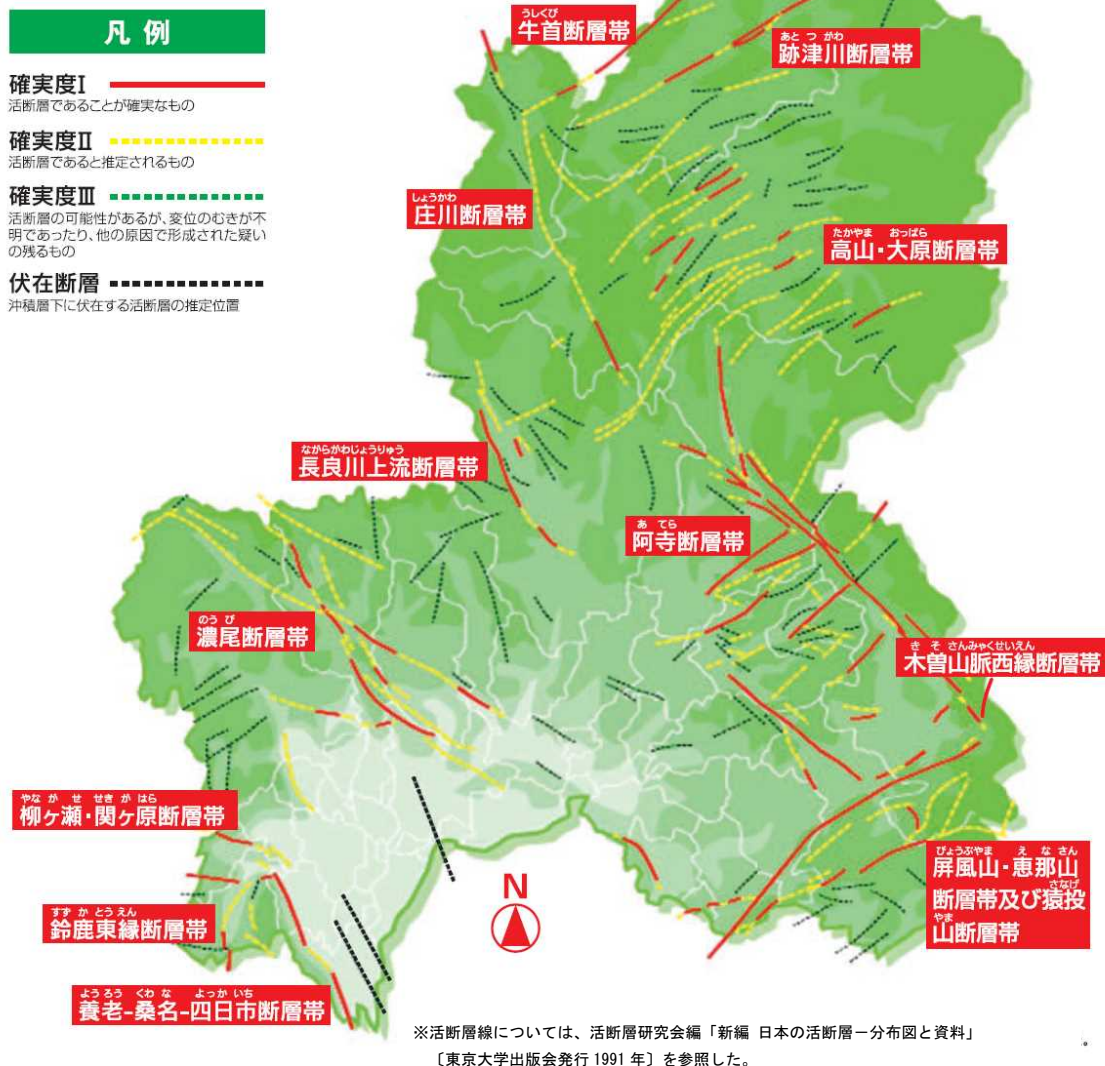 凡例
確実度Ⅰ
活断層であることが確実なもの
確実度Ⅱ
活断層であると推定されるもの
確実度Ⅲ
活断層の可能性があるが、変位のむきが不
明であったり、他の原因で形成された疑い
の残るもの
伏在断層
沖積層下に伏在する活断層の推定位置
うしくび
牛首断層帯
あとつがわ
跡津川断層帯
しょうかわ
庄川断層帯
たかやま おっぱら
高山・大原断層帯
ながらがわじょうりゅう
長良川上流断層帯
あてら
阿寺断層帯
のうび
濃尾断層帯
きそさんみゃくせいえん
木曽山脈西縁断層帯
やながせ せきがはら
柳ヶ瀬・関ヶ原断層帯
びょうぶやま えなさん
屏風山・恵那山
さなげ
断層帯及び猿投
やま
山断層帯
N
すずかとうえん
鈴鹿東縁断層帯
ようろう くわな よっかいち
養老-桑名-四日市断層帯
※活断層線については、活断層研究会編「新編 日本の活断層－分布図と資料」
〔東京大学出版会発行 1991 年〕を参照した。